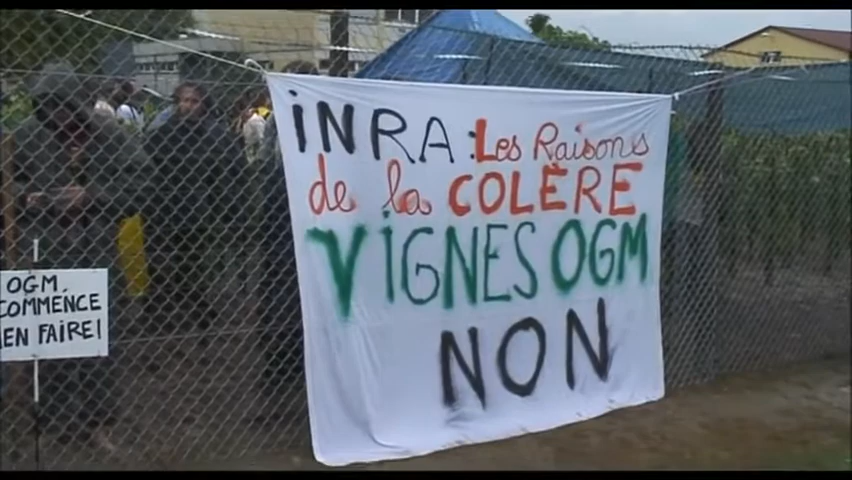 INRA: Les Raisons
de la COLÈRE
VIGNES OGM
NON
OGM,
COMMENCE
EN FAIRE!